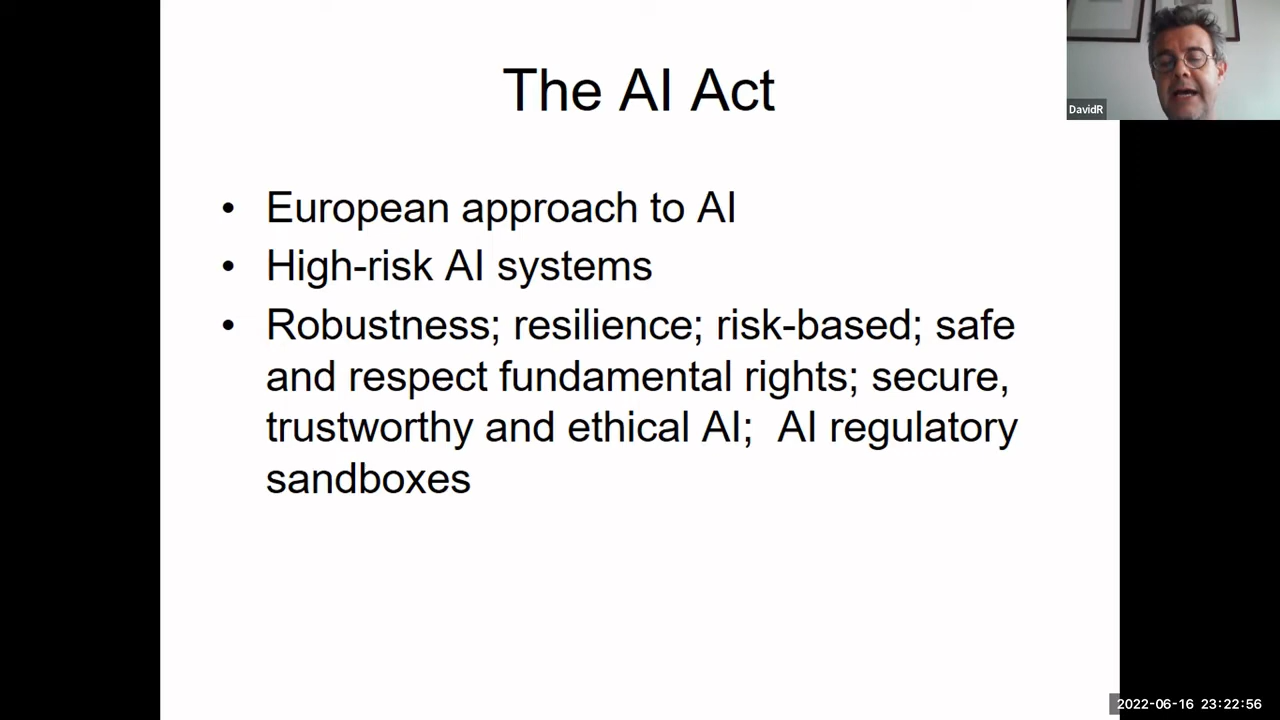 The AI Act
DavidR
• European approach to AI
• High-risk AI systems
• Robustness; resilience; risk-based; safe
and respect fundamental rights; secure,
trustworthy and ethical AI;  AI regulatory
sandboxes
2022-06-16 23:22:56